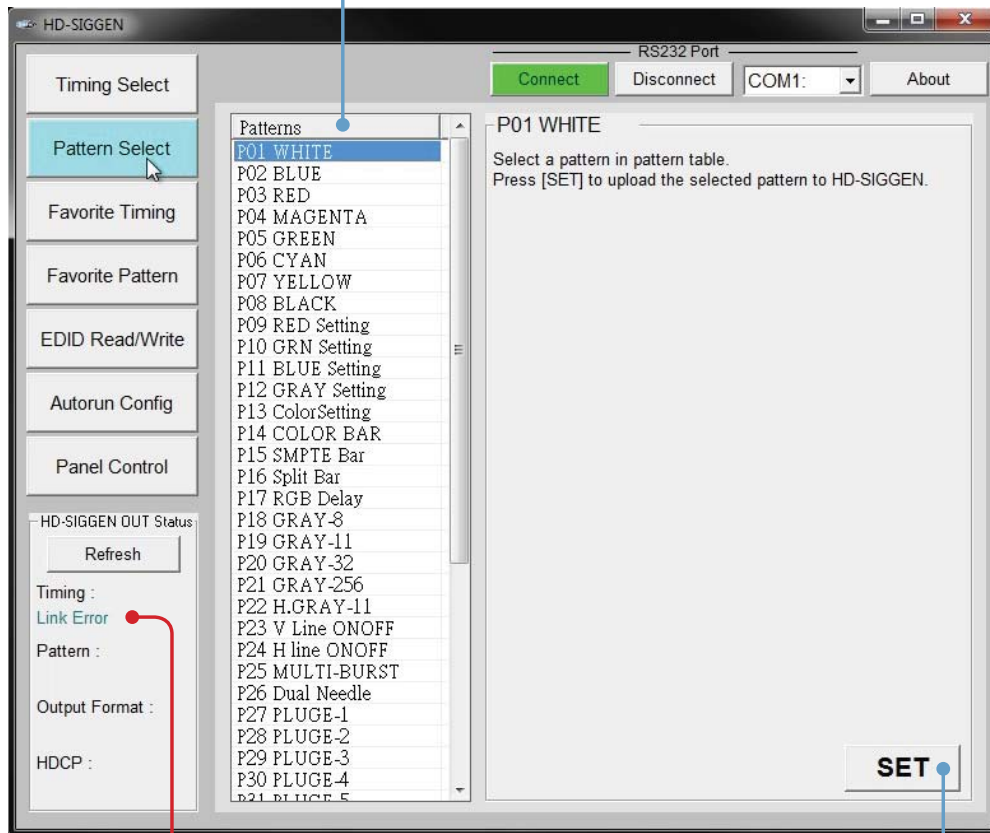 HD-SIGGEN
RS232 Port
Connect
Disconnect
COM1:
About
Timing Select
Pattern Select
Favorite Timing
Favorite Pattern
EDID Read/Write
Autorun Config
Panel Control
HD-SIGGEN OUT Status
Refresh
Timing :
Link Error
Pattern :
Output Format :
HDCP :
Patterns
P01 WHITE
P02 BLUE
P03 RED
P04 MAGENTA
P05 GREEN
P06 CYAN
P07 YELLOW
P08 BLACK
P09 RED Setting
P10 GRN Setting
P11 BLUE Setting
P12 GRAY Setting
P13 ColorSetting
P14 COLOR BAR
P15 SMPTE Bar
P16 Split Bar
P17 RGB Delay
P18 GRAY-8
P19 GRAY-11
P20 GRAY-32
P21 GRAY-256
P22 H.GRAY-11
P23 V Line ONOFF
P24 H line ONOFF
P25 MULTI-BURST
P26 Dual Needle
P27 PLUGE-1
P28 PLUGE-2
P29 PLUGE-3
P30 PLUGE-4
P31 PLUGE-5
P01 WHITE
Select a pattern in pattern table.
Press [SET] to upload the selected pattern to HD-SIGGEN.
SET